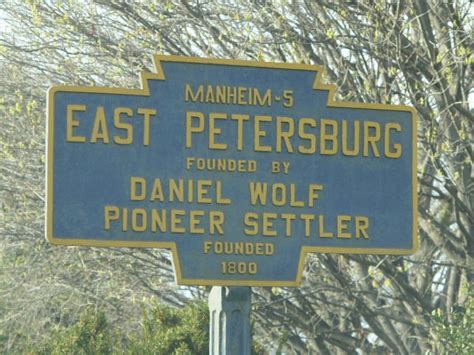 MANHEIM-5
EAST PETERSBURG
FOUNDED BY
DANIEL WOLF
PIONEER SETTLER
FOUNDED
1800